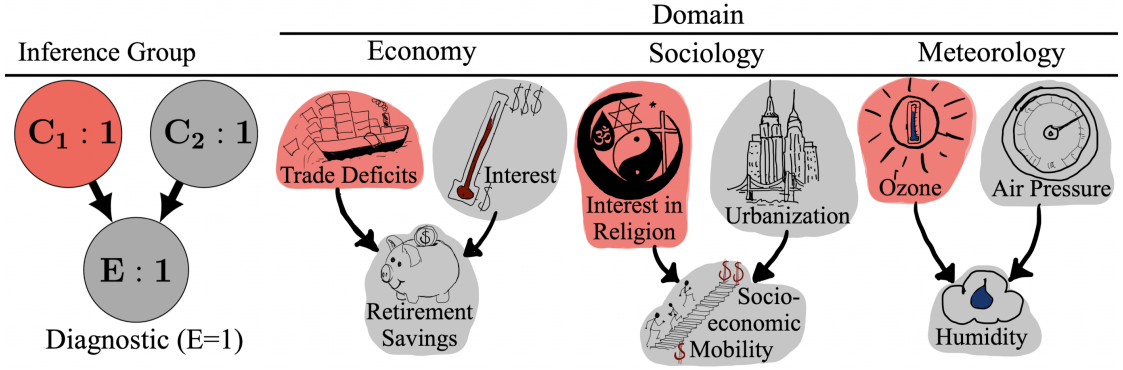 Domain
Inference Group
Economy
Sociology
Meteorology
C₁ : 1
C₂ : 1
E : 1
Diagnostic (E=1)
$$$
Trade Deficits
Interest
$
$
Retirement
Savings
Interest in
Religion
Urbanization
$$
Socio-
economic
Mobility
$
Ozone
Air Pressure
Humidity